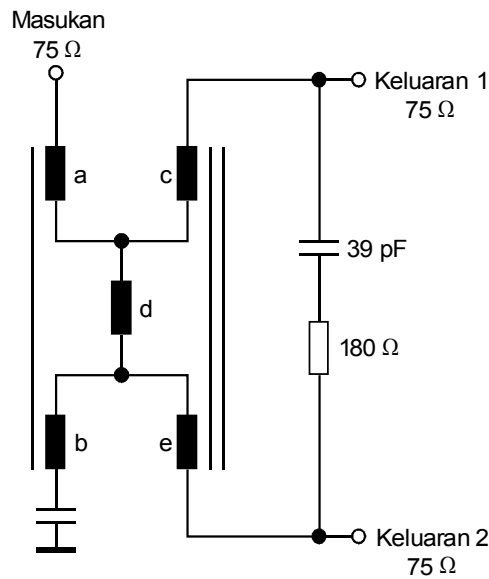 Masukan
75 Ω
Keluaran 1
75 Ω
a
c
39 pF
d
180 Ω
b
e
Keluaran 2
75 Ω